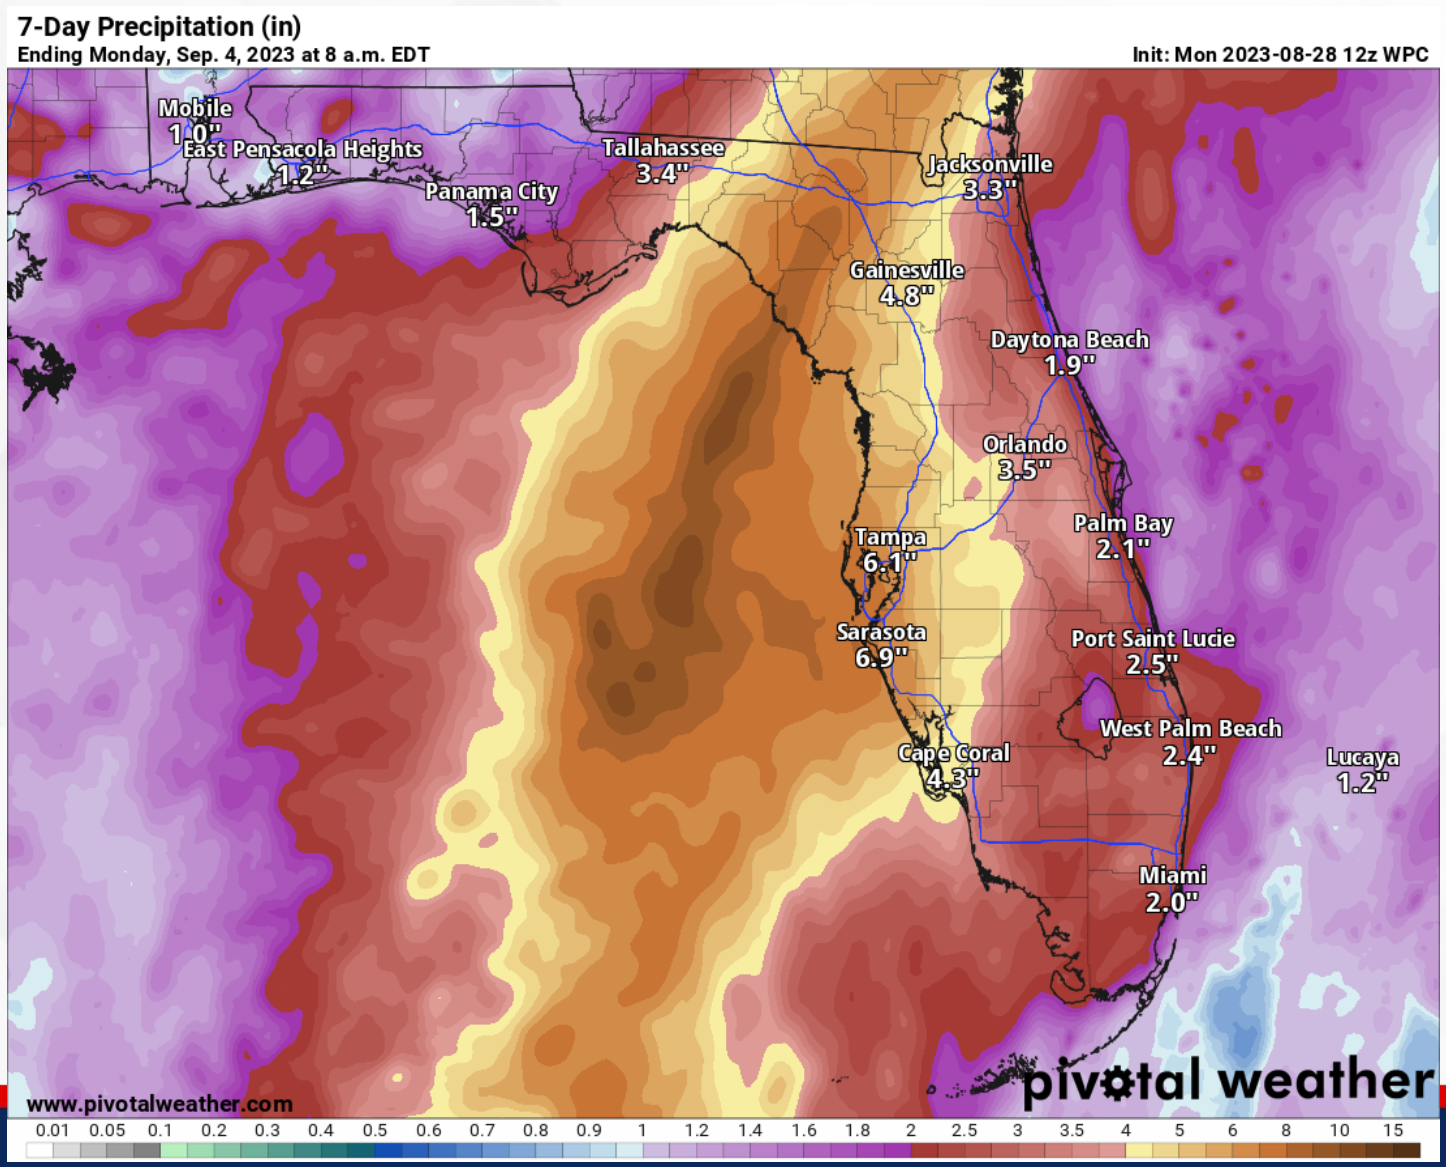 7-Day Precipitation (in)
Ending Monday, Sep. 4, 2023 at 8 a.m. EDT
Init: Mon 2023-08-28 12z WPC
Mobile
1.0"
East Pensacola Heights
1.2"
Panama City
1.5"
Tallahassee
3.4"
Jacksonville
3.3"
Gainesville
4.8"
Daytona Beach
1.9"
Orlando
3.5"
Palm Bay
2.1"
Tampa
6.1"
Sarasota
6.9"
Port Saint Lucie
2.5"
West Palm Beach
2.4"
Cape Coral
4.3"
Lucaya
1.2"
Miami
2.0"
pivotal weather
www.pivotalweather.com
0.01 0.05 0.1 0.2 0.3 0.4 0.5 0.6 0.7 0.8 0.9 1 1.2 1.4 1.6 1.8 2 2.5 3 3.5 4 5 6 8 10 15